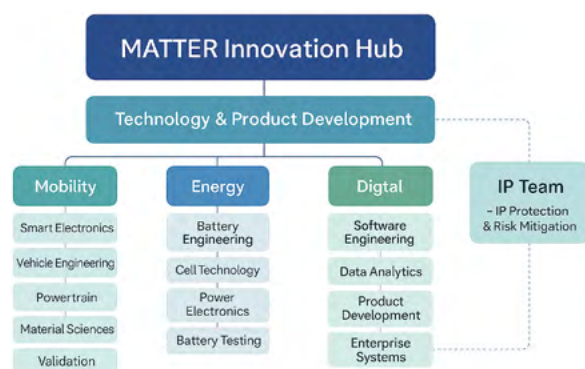 MATTER Innovation Hub
Technology & Product Development
Mobility
Smart Electronics
Vehicle Engineering
Powertrain
Material Sciences
Validation
Energy
Battery
Engineering
Cell Technology
Power
Electronics
Battery Testing
Digtal
Software
Engineering
Data Analytics
Product
Development
Enterprise
Systems
IP Team
– IP Protection
& Risk Mitigation